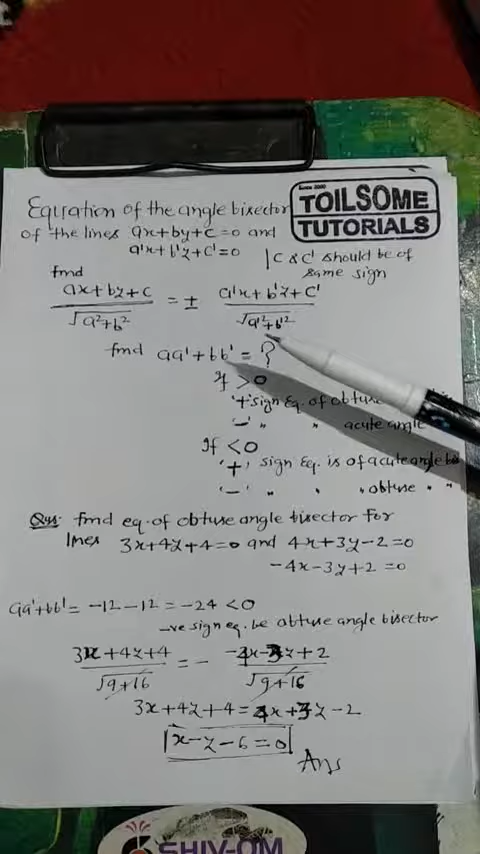 Equation of the angle bisector
of the lines ax+by+c=0 and
a'x+b'y+c'=0
Since 2000
TOILSOME
TUTORIALS
| C & C' should be of
same sign
find
ax+by+c / √a²+b² = ± a'x+b'y+c' / √a'²+b'²
find aa'+bb' = ?
If >0
'+' sign Eq. of obtuse
'-' " " acute angle
If <0
'+' sign Eq. is of acute angle bis
'-' " " " obtuse " "
Ques: find eq. of obtuse angle bisector for
lines 3x+4y+4=0 and 4x+3y-2=0
-4x-3y+2=0
aa'+bb' = -12-12 = -24 <0
-ve sign eq. be obtuse angle bisector
3x+4y+4 / √9+16 = - -4x-3y+2 / √9+16
3x+4y+4 = 4x+3y-2
x-y-6=0
Ans
SHIV-OM